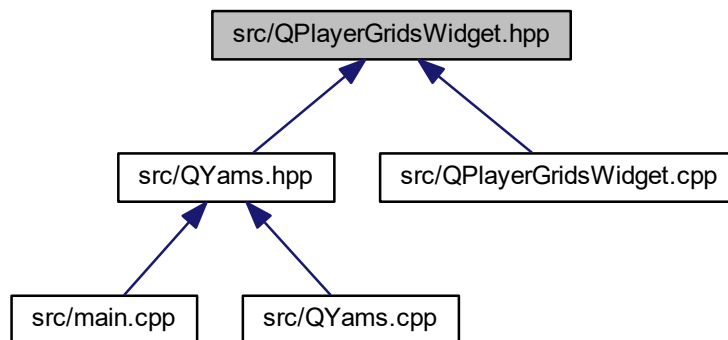 src/QPlayerGridsWidget.hpp
src/QYams.hpp
src/QPlayerGridsWidget.cpp
src/main.cpp
src/QYams.cpp